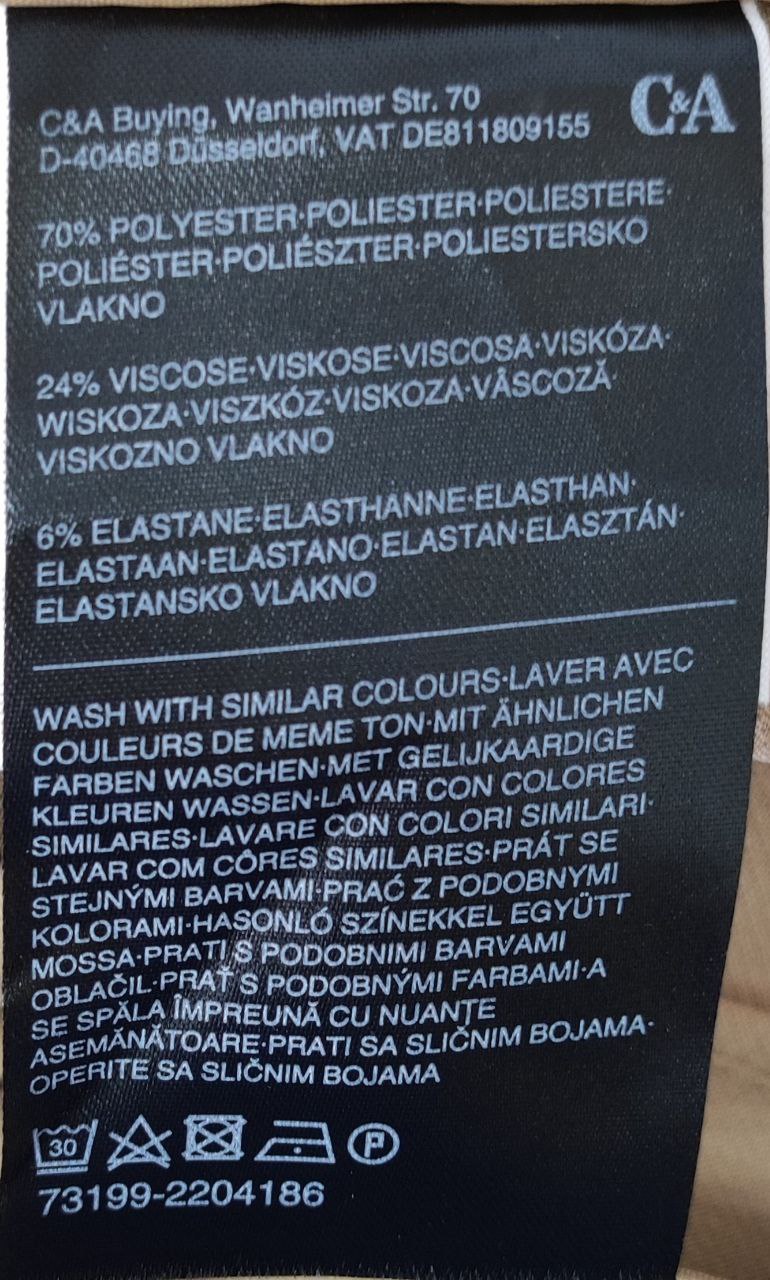 C&A
C&A Buying, Wanheimer Str. 70
D-40468 Düsseldorf, VAT DE811809155
70% POLYESTER·POLIESTER·POLIESTERE·
POLIÉSTER·POLIÉSZTER·POLIESTERSKO
VLAKNO
24% VISCOSE·VISKOSE·VISCOSA·VISKÓZA·
WISKOZA·VISZKÓZ·VISKOZA·VÂSCOZĂ·
VISKOZNO VLAKNO
6% ELASTANE·ELASTHANNE·ELASTHAN·
ELASTAAN·ELASTANO·ELASTAN·ELASZTÁN·
ELASTANSKO VLAKNO
WASH WITH SIMILAR COLOURS·LAVER AVEC
COULEURS DE MEME TON·MIT ÄHNLICHEN
FARBEN WASCHEN·MET GELIJKAARDIGE
KLEUREN WASSEN·LAVAR CON COLORES
SIMILARES·LAVARE CON COLORI SIMILARI·
LAVAR COM CÔRES SIMILARES·PRÁT SE
STEJNÝMI BARVAMI·PRAĆ Z PODOBNYMI
KOLORAMI·HASONLÓ SZÍNEKKEL EGYÜTT
MOSSA·PRATI S PODOBNIMI BARVAMI
OBLAČIL·PRAŤ S PODOBNÝMI FARBAMI·A
SE SPĂLA ÎMPREUNĂ CU NUANŢE
ASEMĂNĂTOARE·PRATI SA SLIČNIM BOJAMA·
OPERITE SA SLIČNIM BOJAMA
30 P
73199-2204186